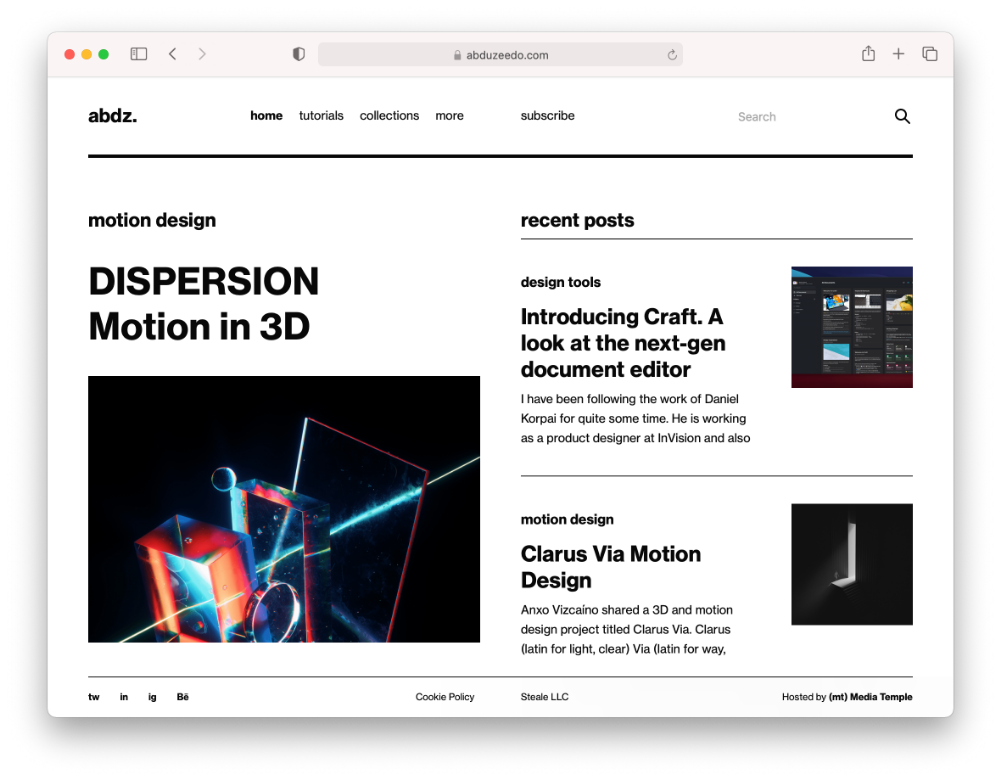 abduzeedo.com
abdz.
home tutorials collections more subscribe Search
motion design
DISPERSION
Motion in 3D
recent posts
design tools
Introducing Craft. A
look at the next-gen
document editor
I have been following the work of Daniel
Korpai for quite some time. He is working
as a product designer at InVision and also
motion design
Clarus Via Motion
Design
Anxo Vizcaíno shared a 3D and motion
design project titled Clarus Via. Clarus
(latin for light, clear) Via (latin for way,
tw in ig Bē Cookie Policy Steale LLC Hosted by (mt) Media Temple